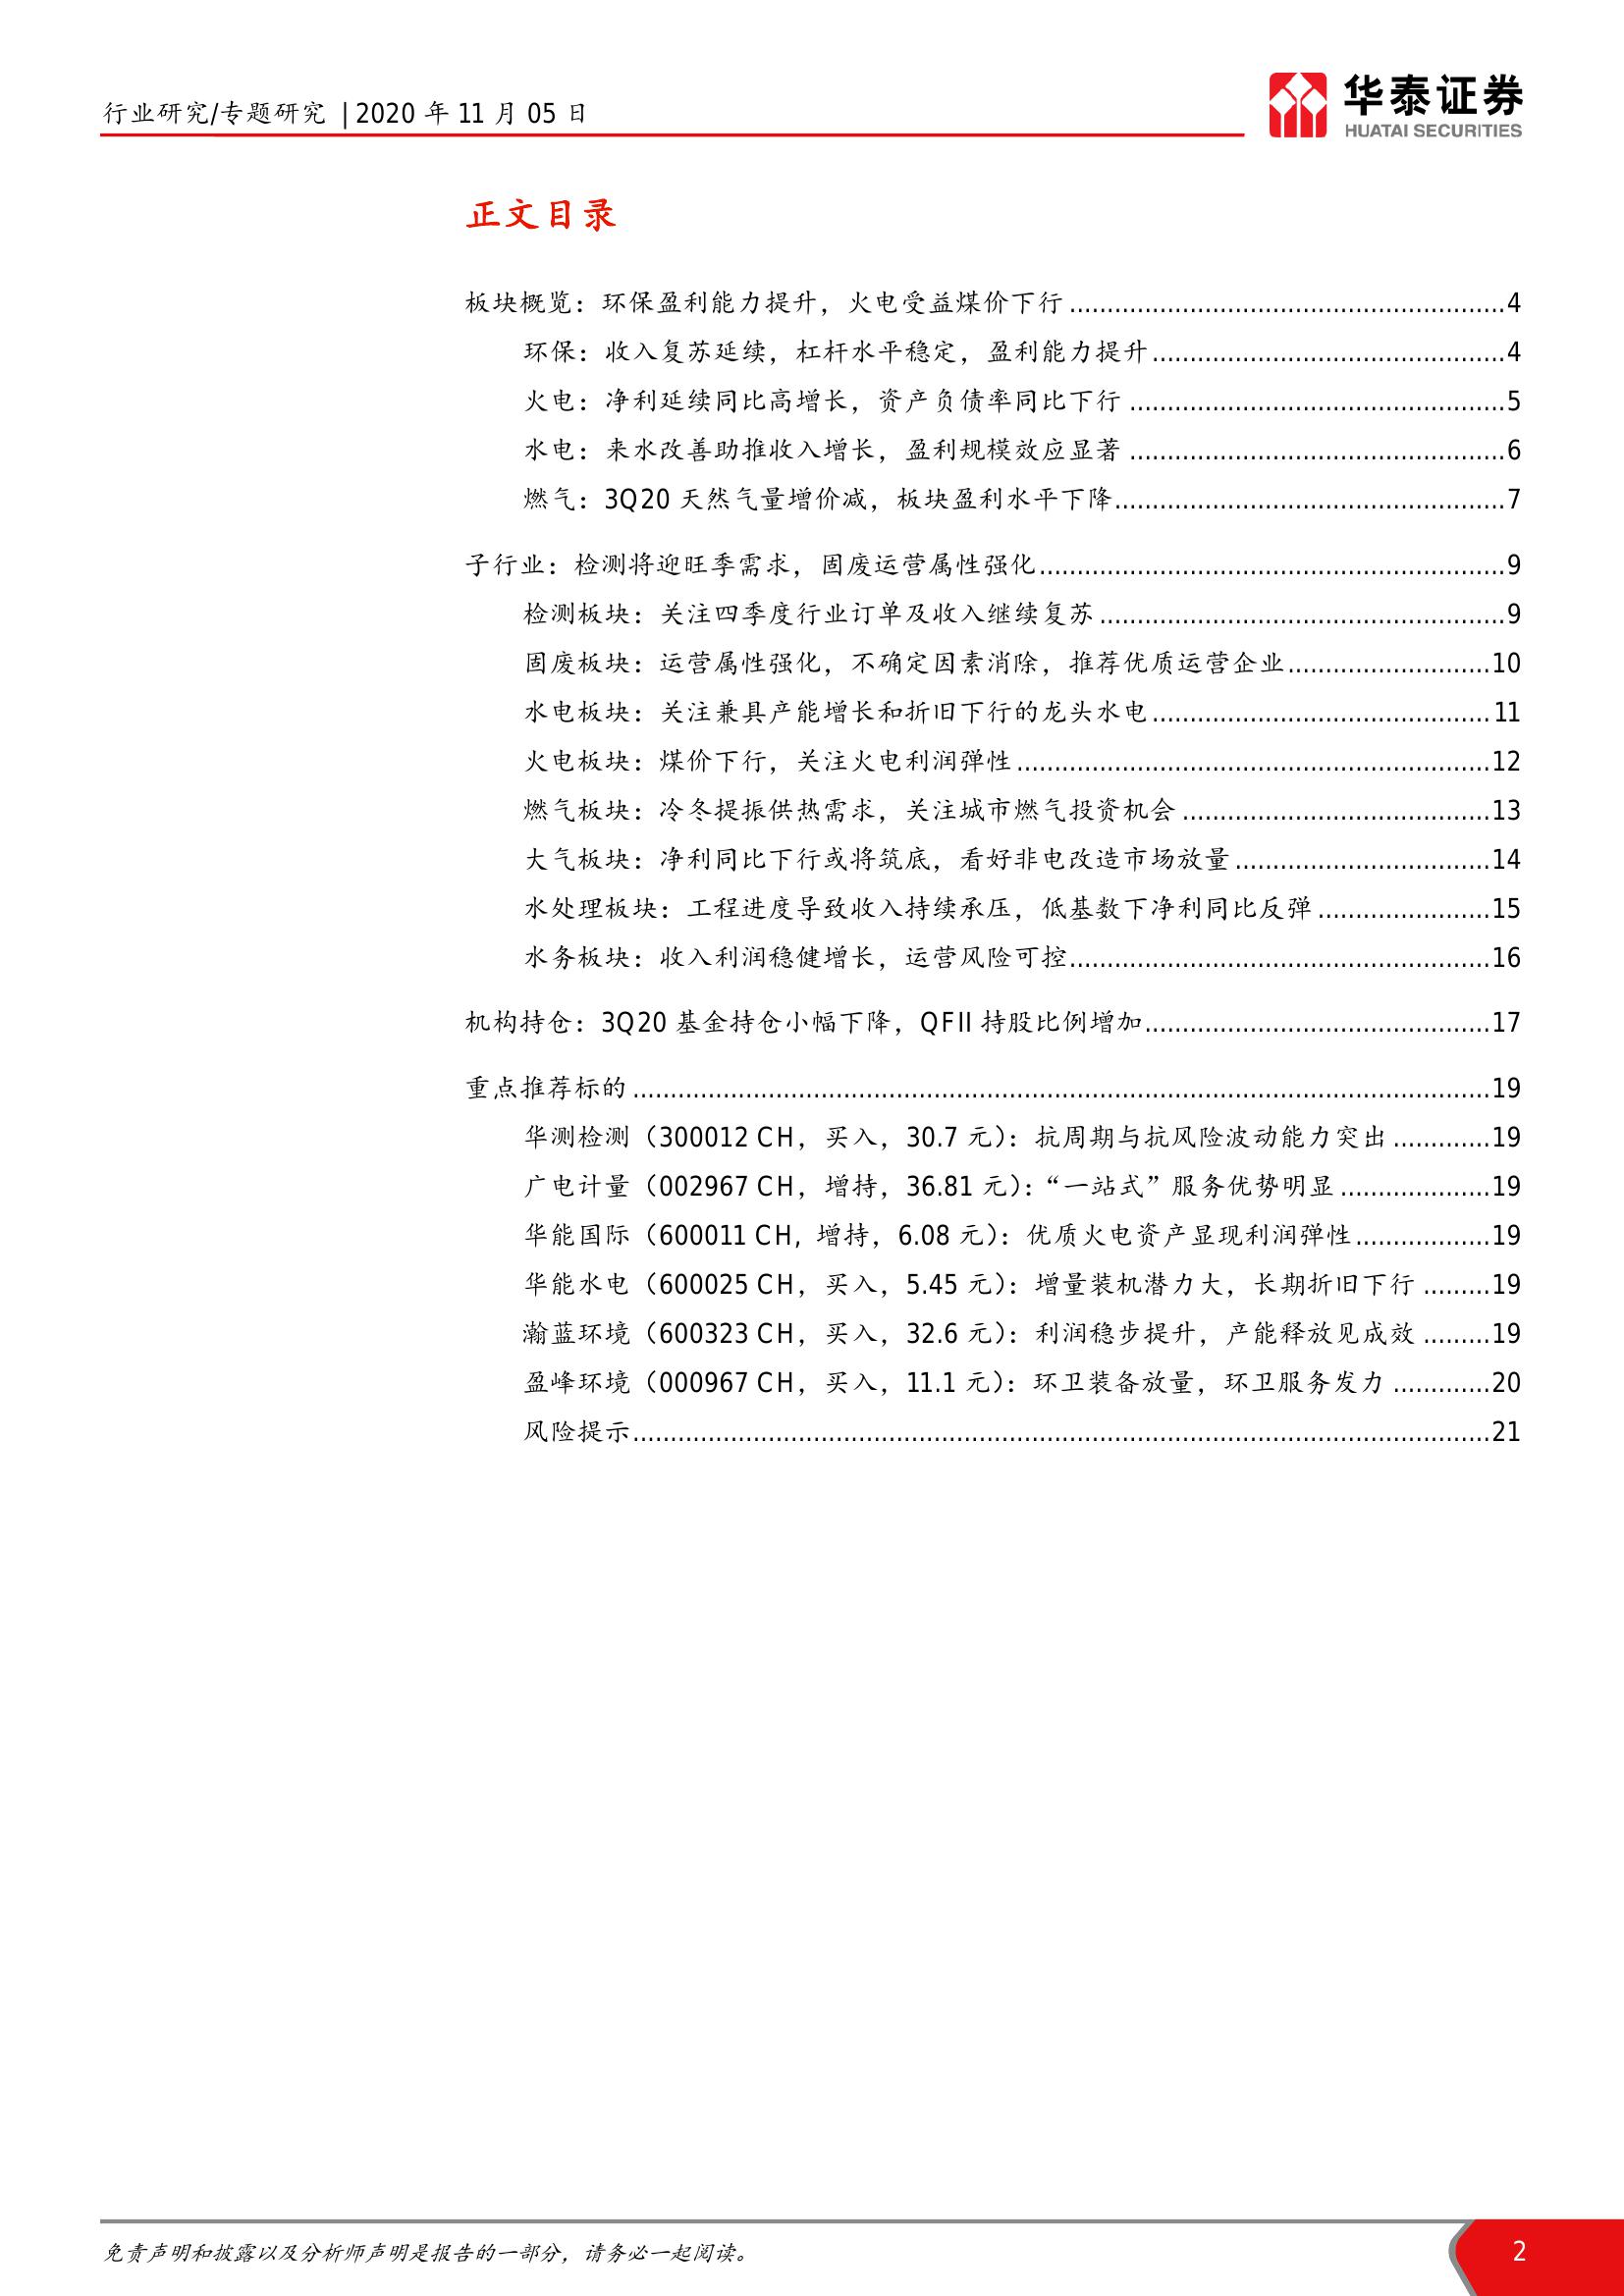 行业研究/专题研究 | 2020 年 11 月 05 日
华泰证券
HUATAI SECURITIES
正文目录
板块概览：环保盈利能力提升，火电受益煤价下行..........................................................4
环保：收入复苏延续，杠杆水平稳定，盈利能力提升...............................................4
火电：净利延续同比高增长，资产负债率同比下行 ..................................................5
水电：来水改善助推收入增长，盈利规模效应显著 ..................................................6
燃气：3Q20 天然气量增价减，板块盈利水平下降....................................................7
子行业：检测将迎旺季需求，固废运营属性强化..............................................................9
检测板块：关注四季度行业订单及收入继续复苏 ......................................................9
固废板块：运营属性强化，不确定因素消除，推荐优质运营企业...........................10
水电板块：关注兼具产能增长和折旧下行的龙头水电.............................................11
火电板块：煤价下行，关注火电利润弹性...............................................................12
燃气板块：冷冬提振供热需求，关注城市燃气投资机会 .........................................13
大气板块：净利同比下行或将筑底，看好非电改造市场放量..................................14
水处理板块：工程进度导致收入持续承压，低基数下净利同比反弹.......................15
水务板块：收入利润稳健增长，运营风险可控........................................................16
机构持仓：3Q20 基金持仓小幅下降，QFII 持股比例增加..............................................17
重点推荐标的 ..................................................................................................................19
华测检测（300012 CH，买入，30.7 元）：抗周期与抗风险波动能力突出 .............19
广电计量（002967 CH，增持，36.81 元）：“一站式”服务优势明显 ....................19
华能国际（600011 CH, 增持，6.08 元）：优质火电资产显现利润弹性..................19
华能水电（600025 CH，买入，5.45 元）：增量装机潜力大，长期折旧下行 .........19
瀚蓝环境（600323 CH，买入，32.6 元）：利润稳步提升，产能释放见成效 .........19
盈峰环境（000967 CH，买入，11.1 元）：环卫装备放量，环卫服务发力 .............20
风险提示..................................................................................................................21
免责声明和披露以及分析师声明是报告的一部分，请务必一起阅读。
2